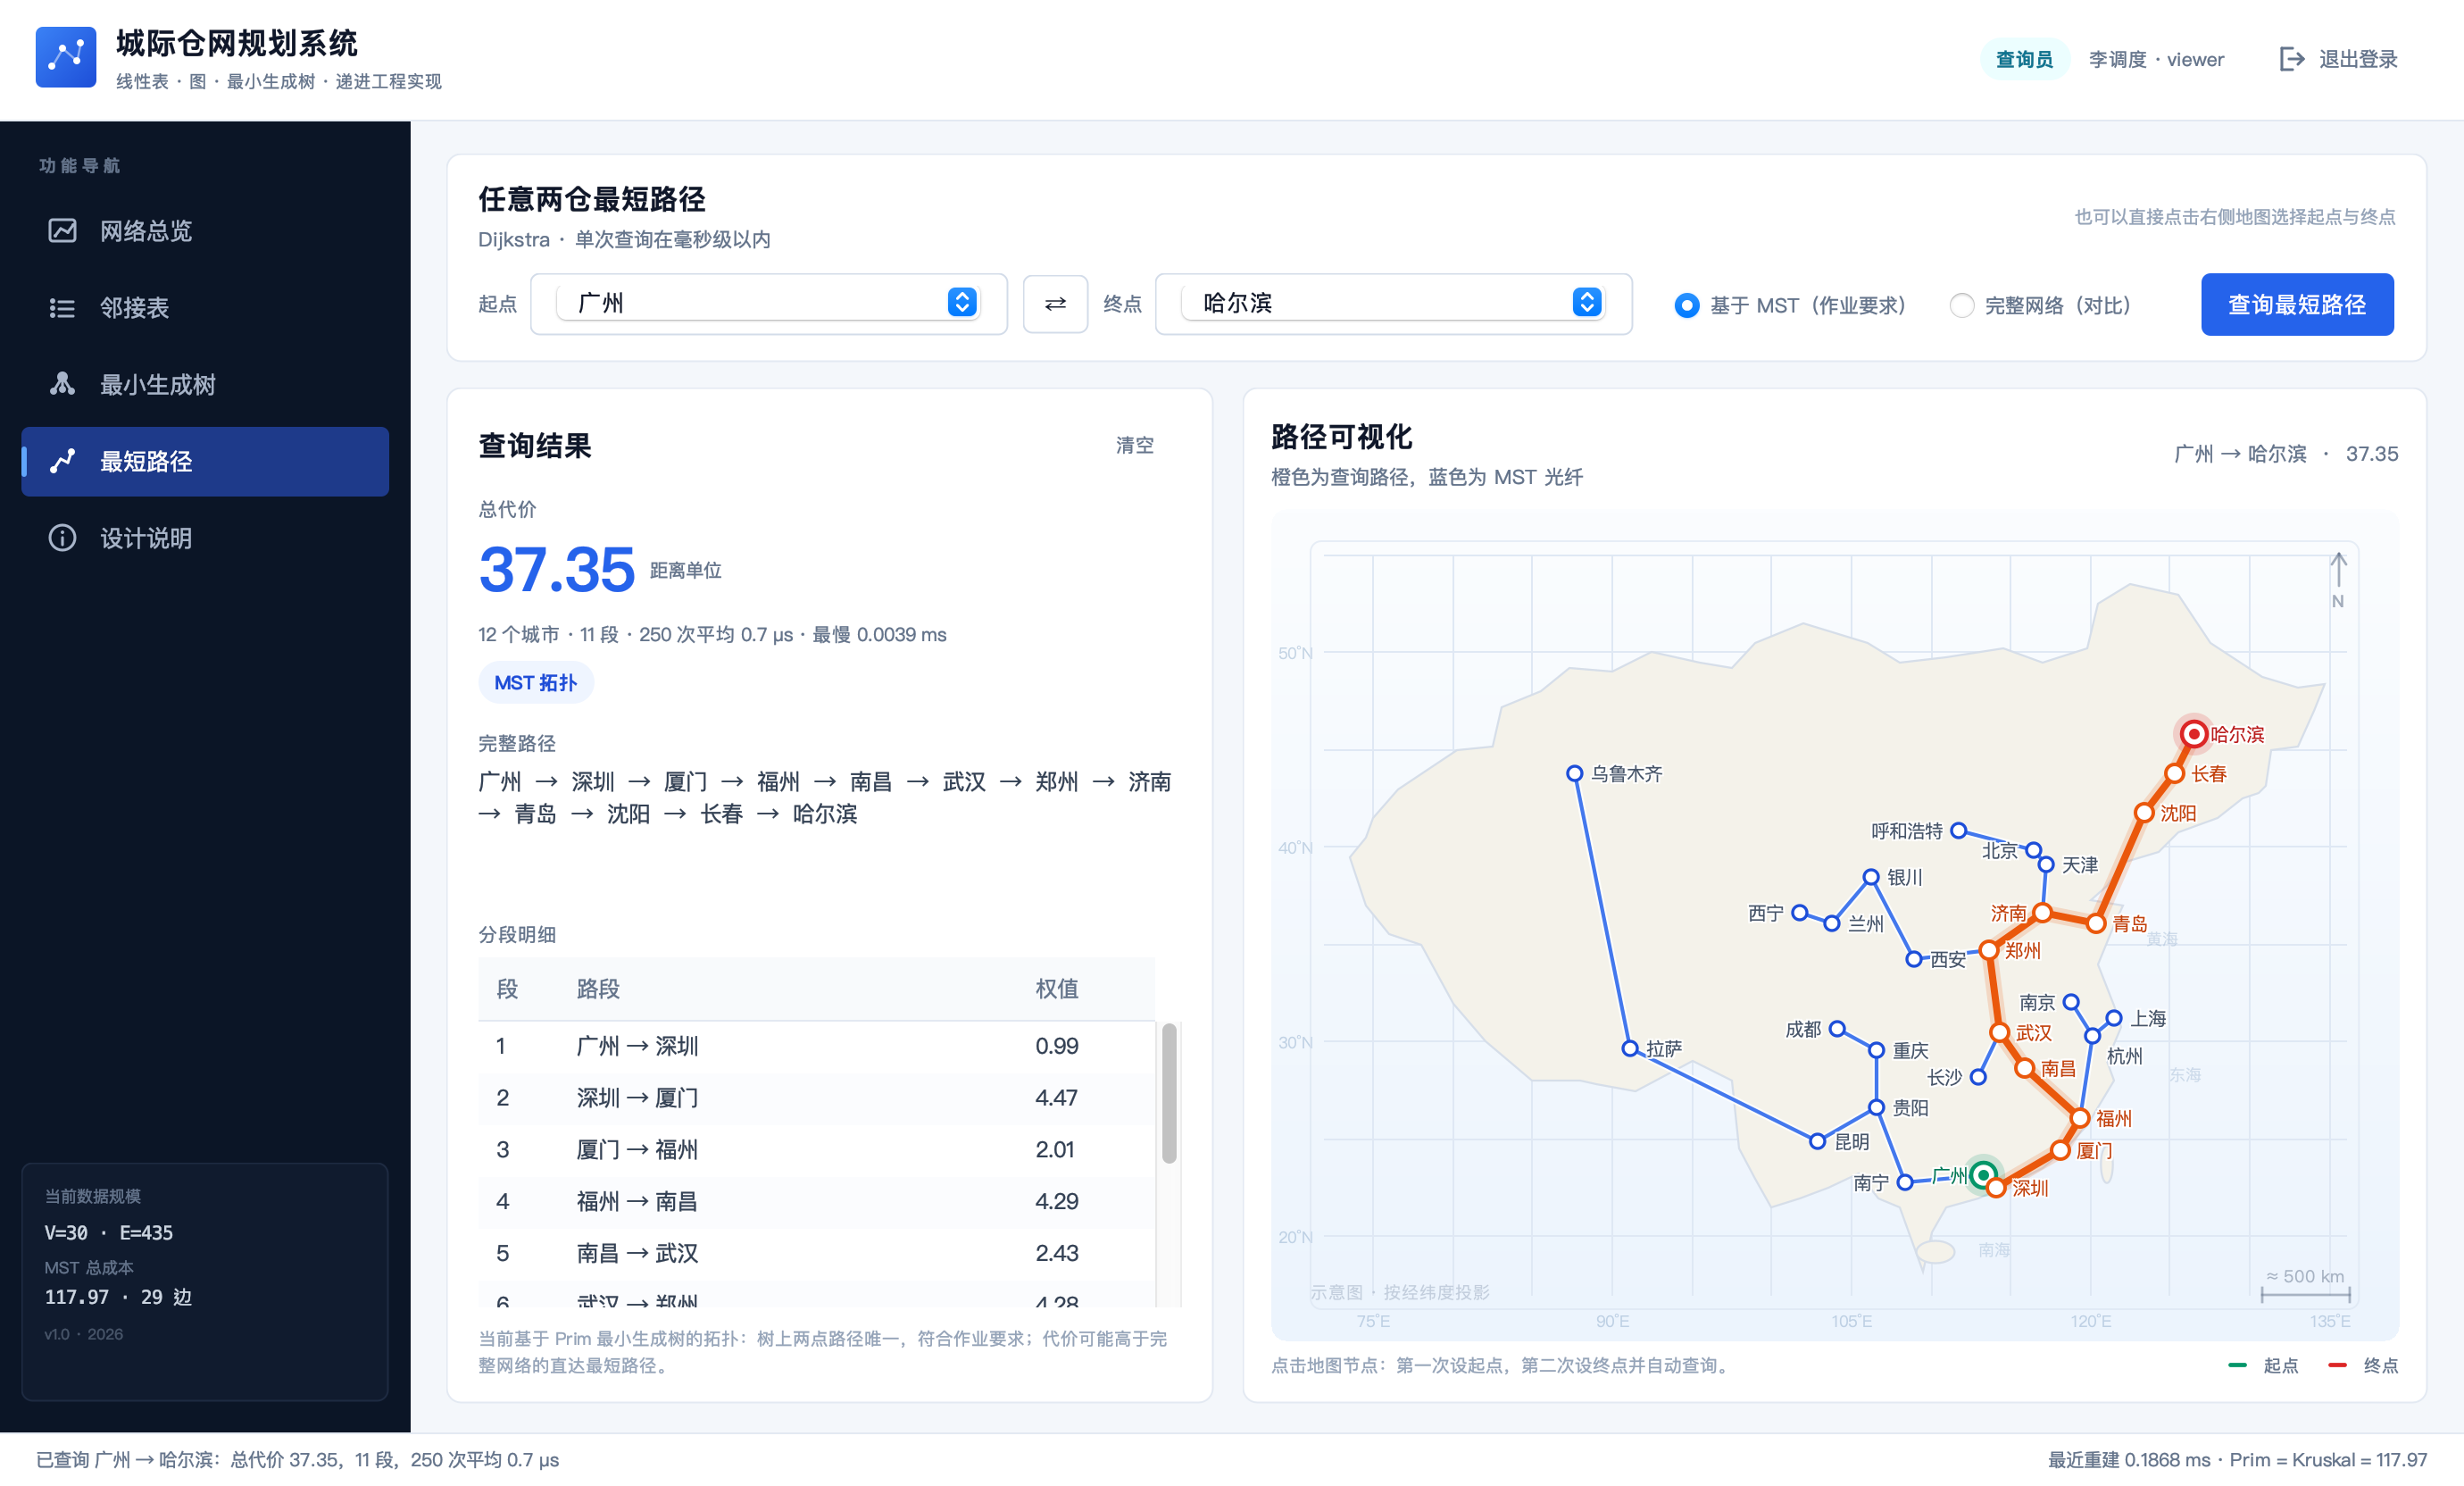 城际仓网规划系统
线性表 · 图 · 最小生成树 · 递进工程实现
查询员
李调度 · viewer
退出登录
功能导航
网络总览
邻接表
最小生成树
最短路径
设计说明
当前数据规模
V=30 · E=435
MST 总成本
117.97 · 29 边
v1.0 · 2026
任意两仓最短路径
Dijkstra · 单次查询在毫秒级以内
也可以直接点击右侧地图选择起点与终点
起点
广州
⇄
终点
哈尔滨
基于 MST（作业要求）
完整网络（对比）
查询最短路径
查询结果
清空
总代价
37.35 距离单位
12 个城市 · 11 段 · 250 次平均 0.7 µs · 最慢 0.0039 ms
MST 拓扑
完整路径
广州 → 深圳 → 厦门 → 福州 → 南昌 → 武汉 → 郑州 → 济南
→ 青岛 → 沈阳 → 长春 → 哈尔滨
分段明细
段 路段 权值
1 广州 → 深圳 0.99
2 深圳 → 厦门 4.47
3 厦门 → 福州 2.01
4 福州 → 南昌 4.29
5 南昌 → 武汉 2.43
6 武汉 → 郑州 4.28
当前基于 Prim 最小生成树的拓扑：树上两点路径唯一，符合作业要求；代价可能高于完
整网络的直达最短路径。
路径可视化
橙色为查询路径，蓝色为 MST 光纤
广州 → 哈尔滨 · 37.35
N
50°N
哈尔滨
乌鲁木齐
长春
沈阳
呼和浩特
40°N
北京
天津
银川
西宁
兰州
济南
青岛
黄海
郑州
西安
南京
上海
成都
武汉
30°N
拉萨
重庆
杭州
南昌
长沙
东海
贵阳
福州
昆明
厦门
广州
南宁
深圳
20°N
南海
≈ 500 km
示意图 · 按经纬度投影
75°E
90°E
105°E
120°E
135°E
点击地图节点：第一次设起点，第二次设终点并自动查询。
起点
终点
已查询 广州 → 哈尔滨：总代价 37.35，11 段，250 次平均 0.7 µs
最近重建 0.1868 ms · Prim = Kruskal = 117.97